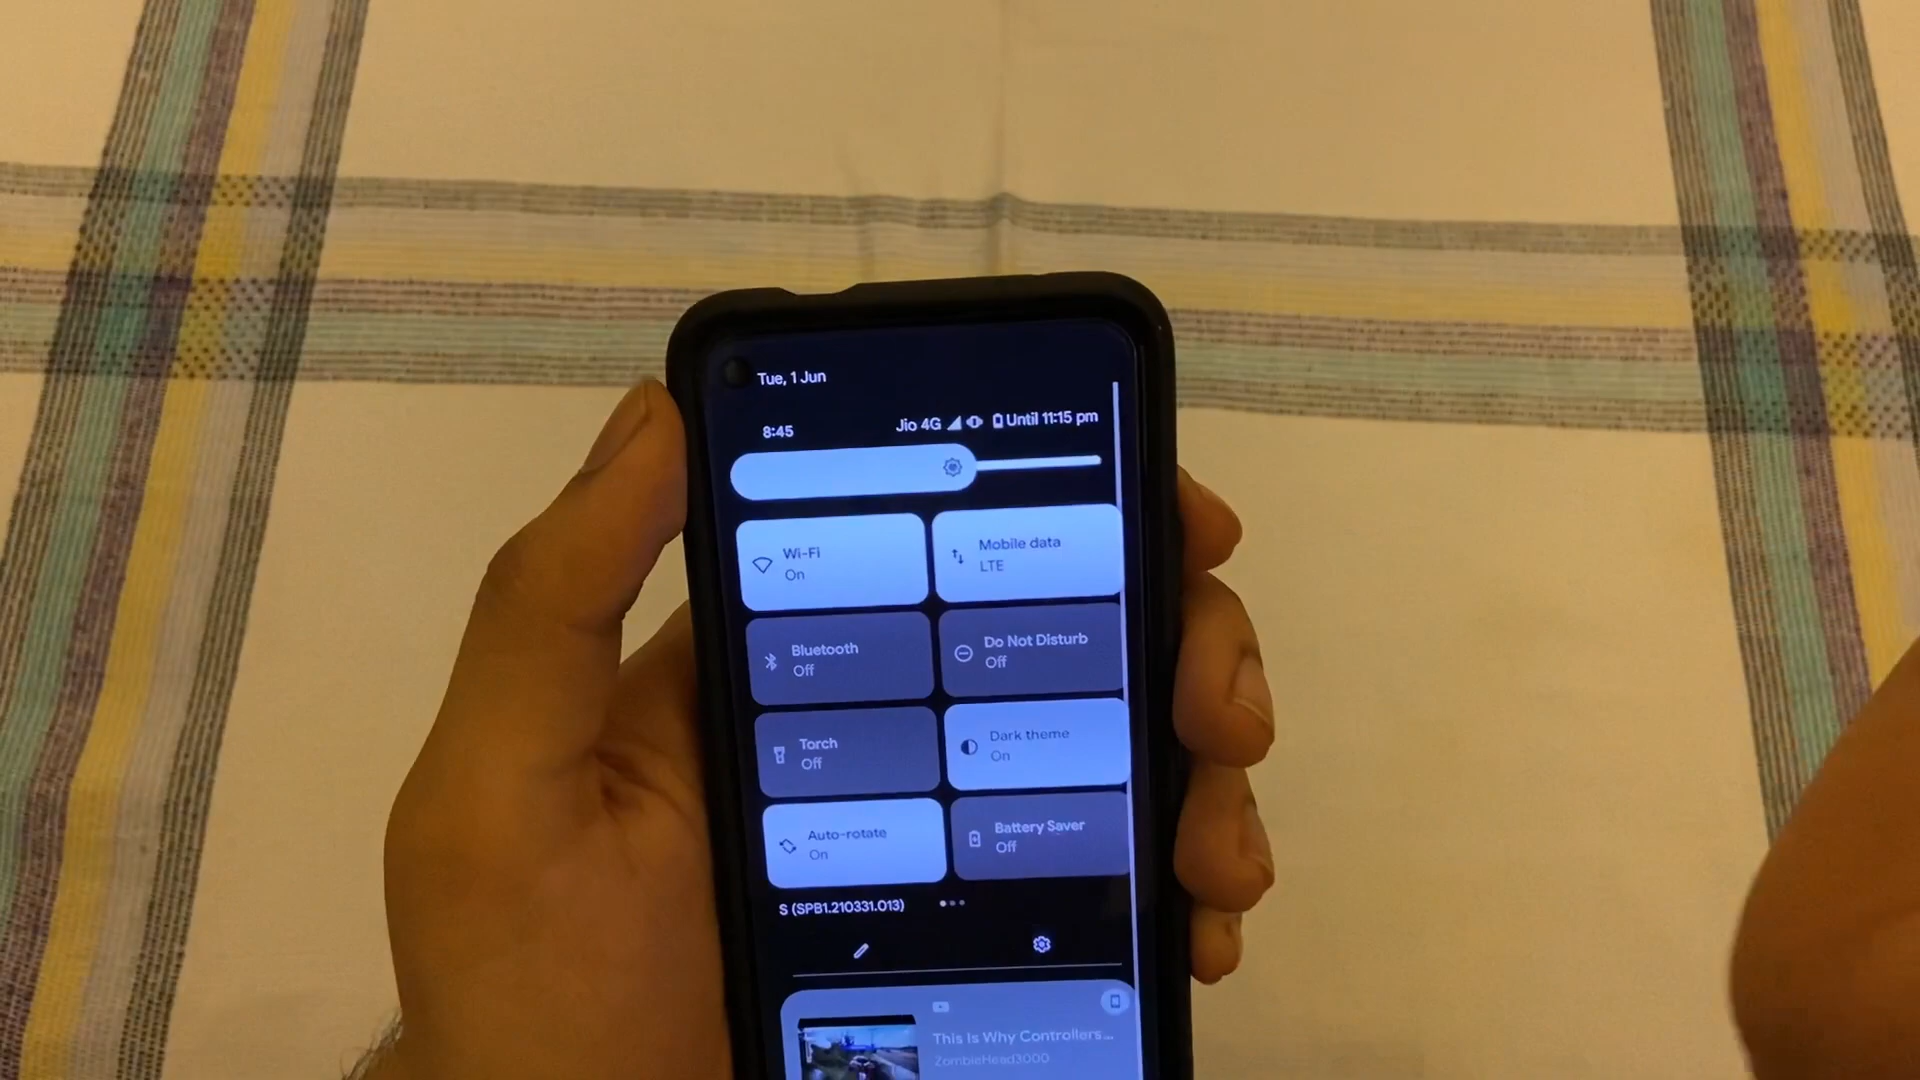 Tue, 1 Jun
8:45
Jio 4G
Until 11:15 pm
Wi-Fi
On
Mobile data
LTE
Bluetooth
Off
Do Not Disturb
Off
Torch
Off
Dark theme
On
Auto-rotate
On
Battery Saver
Off
S (SPB1.210331.013)
This Is Why Controllers...
ZombieHead3000